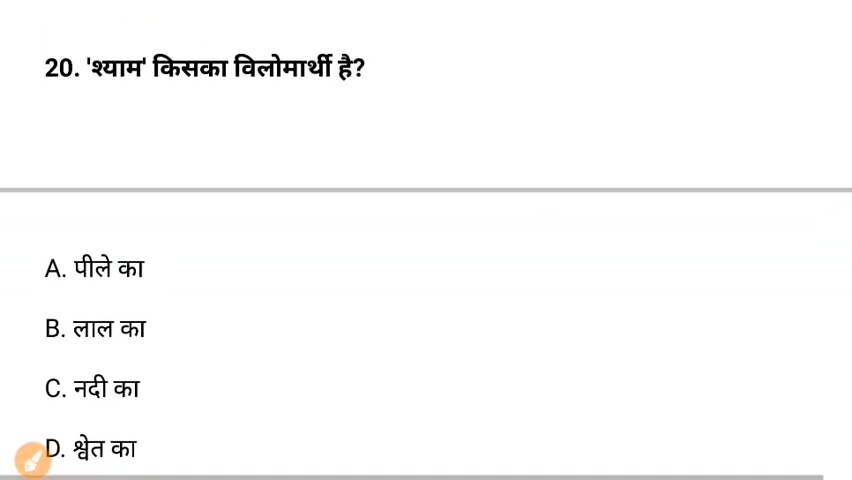 20. 'श्याम' किसका विलोमार्थी है?
A. पीले का
B. लाल का
C. नदी का
D. श्वेत का